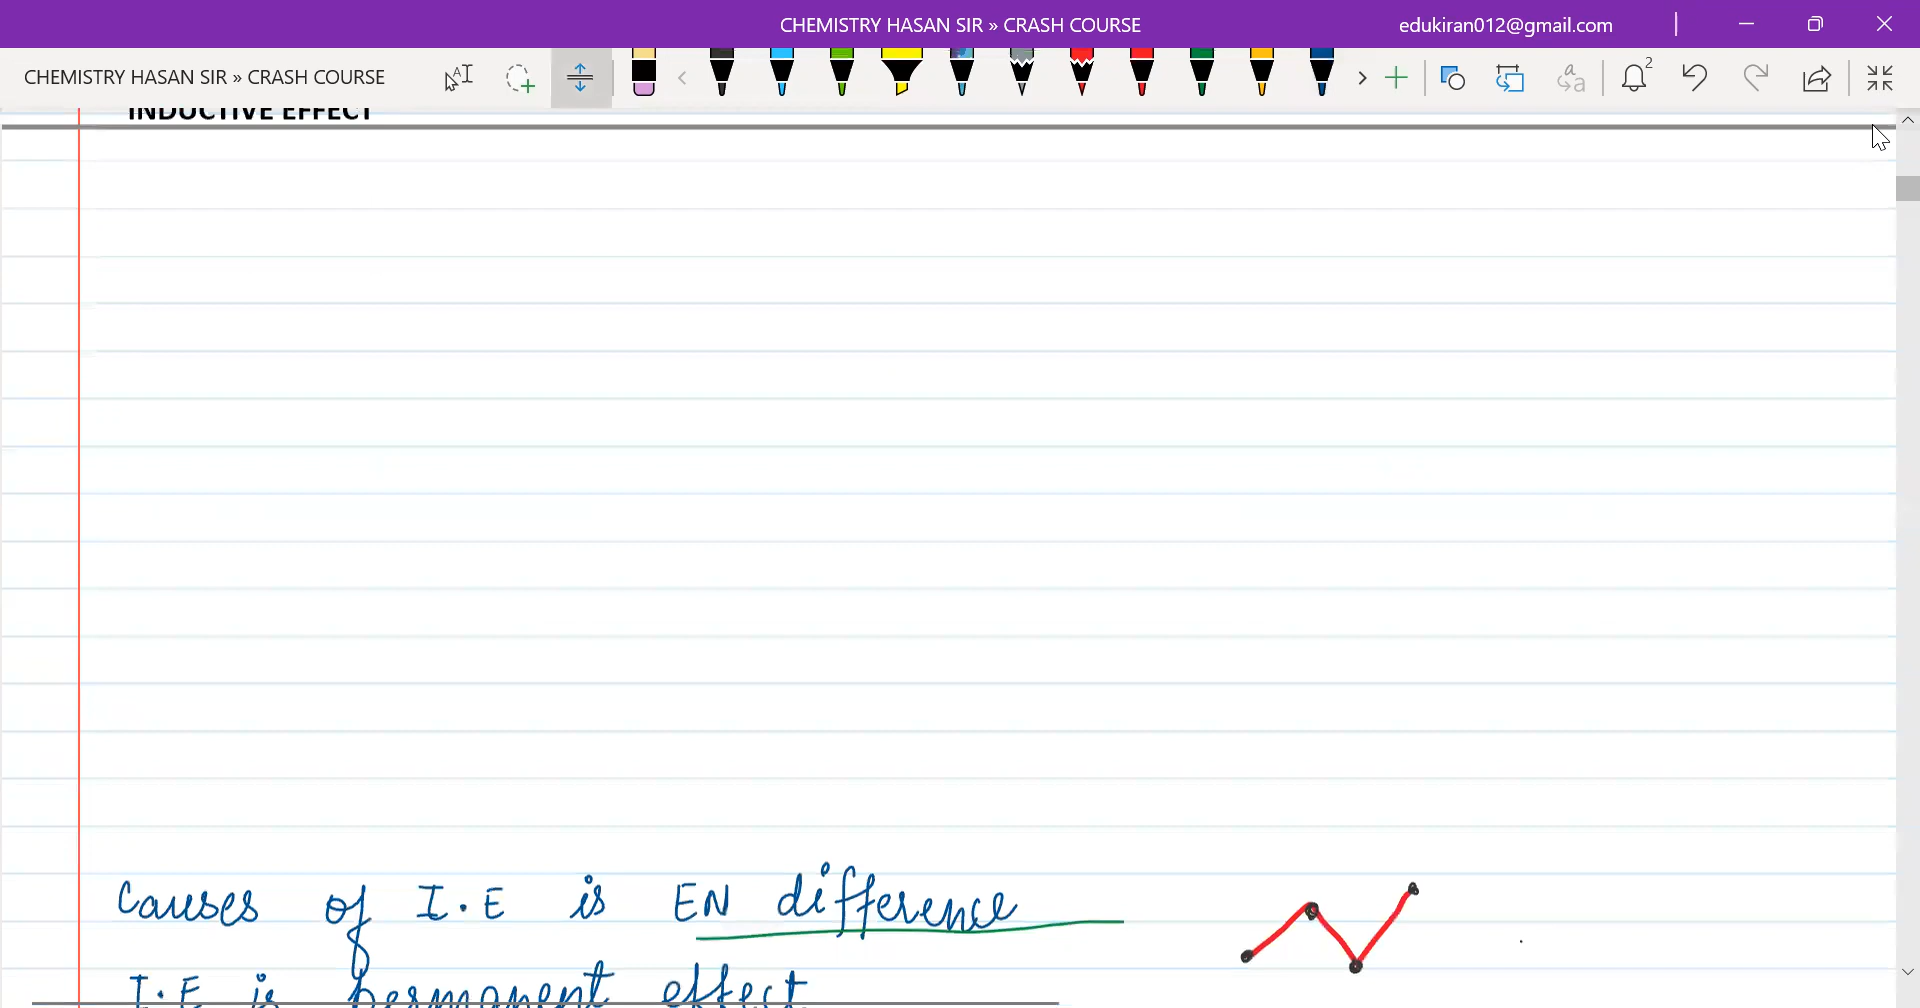 CHEMISTRY HASAN SIR » CRASH COURSE
edukiran012@gmail.com
CHEMISTRY HASAN SIR » CRASH COURSE
2
INDUCTIVE EFFECT
Causes of I.E is EN difference
I.E is permanent effect